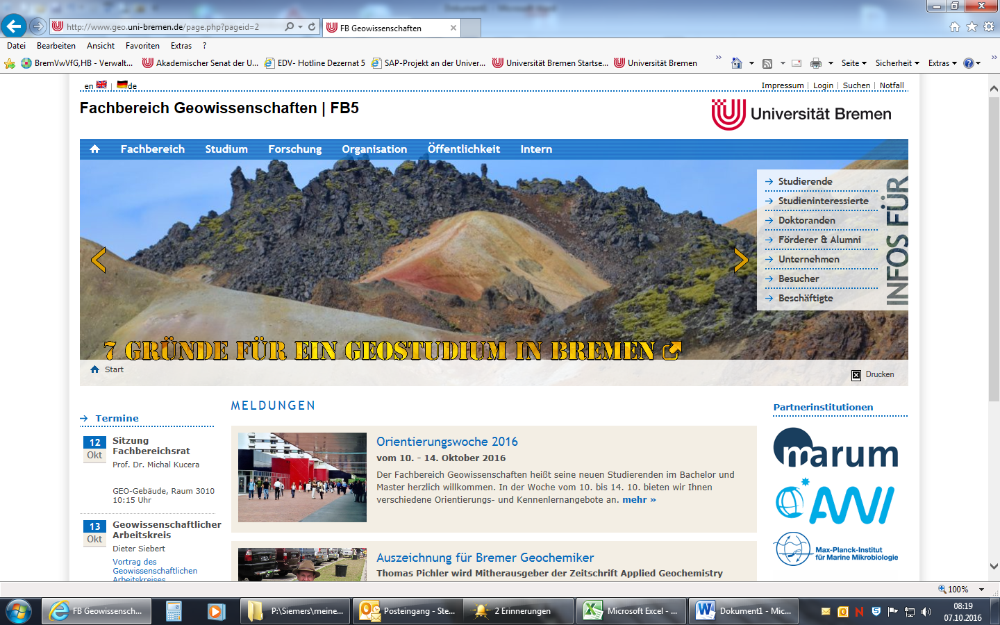 http://www.geo.uni-bremen.de/page.php?pageid=2
FB Geowissenschaften
Datei Bearbeiten Ansicht Favoriten Extras ?
BremVwVfG,HB - Verwalt... Akademischer Senat der U... EDV- Hotline Dezernat 5 SAP-Projekt an der Univer... Universität Bremen Startse... Universität Bremen » Seite Sicherheit Extras »
en | de
Impressum | Login | Suchen | Notfall
Fachbereich Geowissenschaften | FB5
Universität Bremen
Fachbereich Studium Forschung Organisation Öffentlichkeit Intern
INFOS FÜR
Studierende
Studieninteressierte
Doktoranden
Förderer & Alumni
Unternehmen
Besucher
Beschäftigte
7 GRÜNDE FÜR EIN GEOSTUDIUM IN BREMEN
Start
Drucken
Termine
12 Okt
Sitzung
Fachbereichsrat
Prof. Dr. Michal Kucera
GEO-Gebäude, Raum 3010
10:15 Uhr
13 Okt
Geowissenschaftlicher
Arbeitskreis
Dieter Siebert
Vortrag des
Geowissenschaftlichen
Arbeitskreises
MELDUNGEN
Orientierungswoche 2016
vom 10. - 14. Oktober 2016
Der Fachbereich Geowissenschaften heißt seine neuen Studierenden im Bachelor und
Master herzlich willkommen. In der Woche vom 10. bis 14. 10. bieten wir Ihnen
verschiedene Orientierungs- und Kennenlernangebote an. mehr »
Auszeichnung für Bremer Geochemiker
Thomas Pichler wird Mitherausgeber der Zeitschrift Applied Geochemistry
Partnerinstitutionen
marum
AWI
Max-Planck-Institut
für Marine Mikrobiologie
100%
FB Geowissensch... P:\Siemers\meine... Posteingang - Ste... 2 Erinnerungen Microsoft Excel - ... Dokument1 - Mic...
08:19
07.10.2016